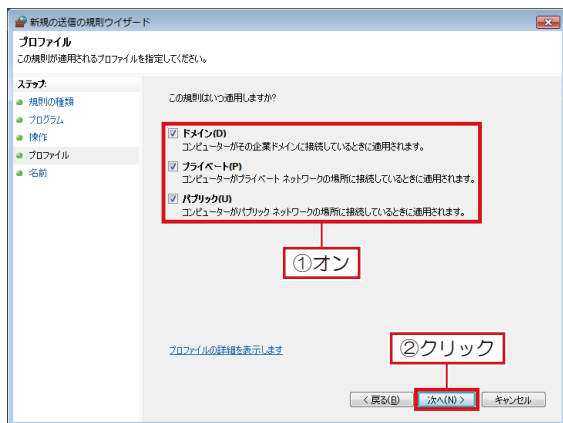 新規の送信の規則ウィザード
プロファイル
この規則が適用されるプロファイルを指定してください。
ステップ:
規則の種類
プログラム
操作
プロファイル
名前
この規則はいつ適用しますか?
ドメイン(D)
コンピューターがその企業ドメインに接続しているときに適用されます。
プライベート(P)
コンピューターがプライベート ネットワークの場所に接続しているときに適用されます。
パブリック(U)
コンピューターがパブリック ネットワークの場所に接続しているときに適用されます。
①オン
プロファイルの詳細を表示します
②クリック
< 戻る(B)
次へ(N) >
キャンセル